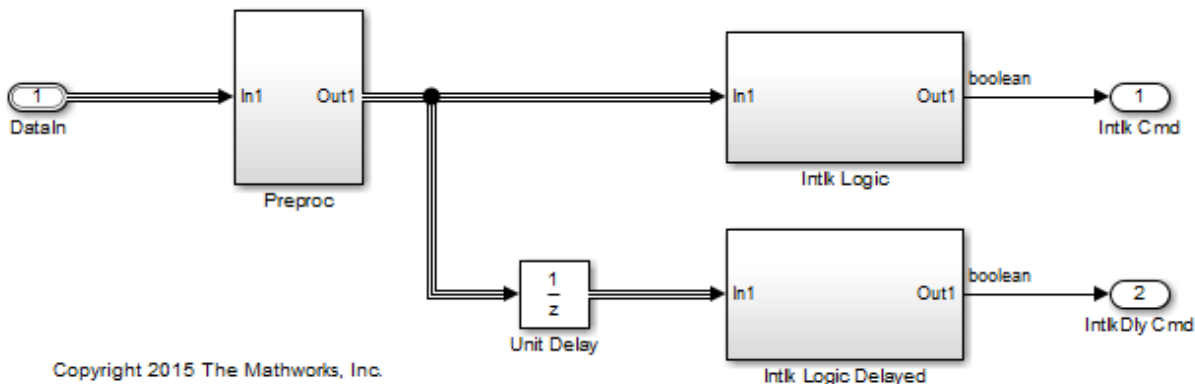 1
DataIn
In1
Out1
Preproc
In1
Out1
Intlk Logic
boolean
1
Intlk Cmd
1
z
Unit Delay
In1
Out1
Intlk Logic Delayed
boolean
2
IntlkDly Cmd
Copyright 2015 The Mathworks, Inc.